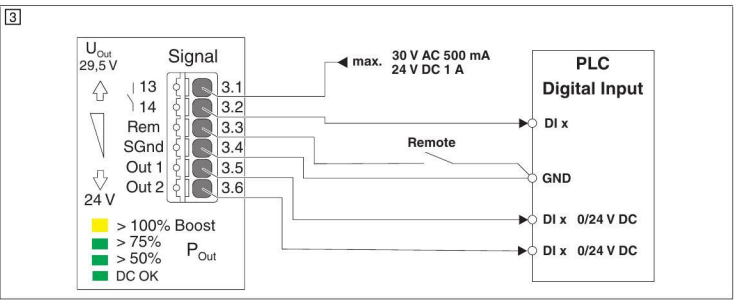 3
UOut
29,5 V
24 V
Signal
13
14
Rem
SGnd
Out 1
Out 2
3.1
3.2
3.3
3.4
3.5
3.6
> 100% Boost
> 75%
> 50%
DC OK
POut
max.
30 V AC 500 mA
24 V DC 1 A
Remote
PLC
Digital Input
DI x
GND
DI x 0/24 V DC
DI x 0/24 V DC